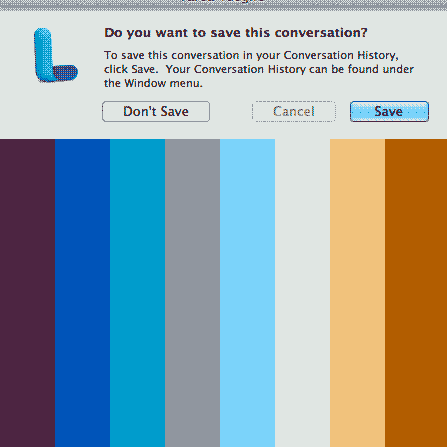 Do you want to save this conversation?
To save this conversation in your Conversation History,
click Save. Your Conversation History can be found under
the Window menu.
Don't Save
Cancel
Save